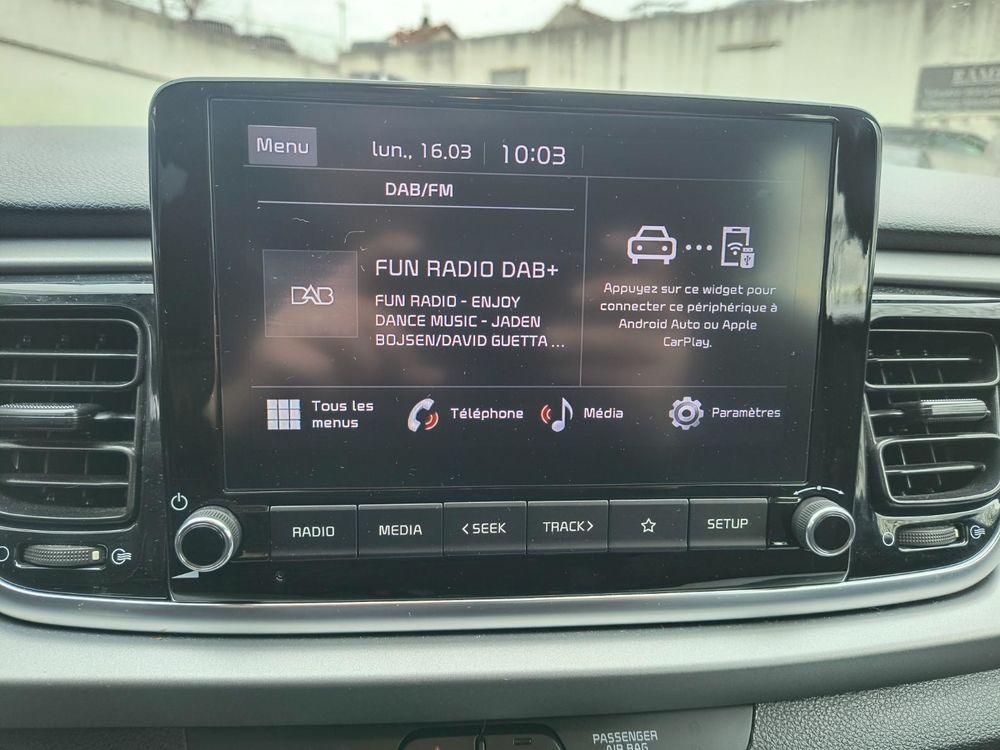 RAMP
Menu
lun., 16.03
10:03
DAB/FM
DAB
FUN RADIO DAB+
FUN RADIO - ENJOY
DANCE MUSIC - JADEN
BOJSEN/DAVID GUETTA ...
Appuyez sur ce widget pour
connecter ce périphérique à
Android Auto ou Apple
CarPlay.
Tous les
menus
Téléphone
Média
Paramètres
RADIO
MEDIA
< SEEK
TRACK >
SETUP
PASSENGER
AIR BAG